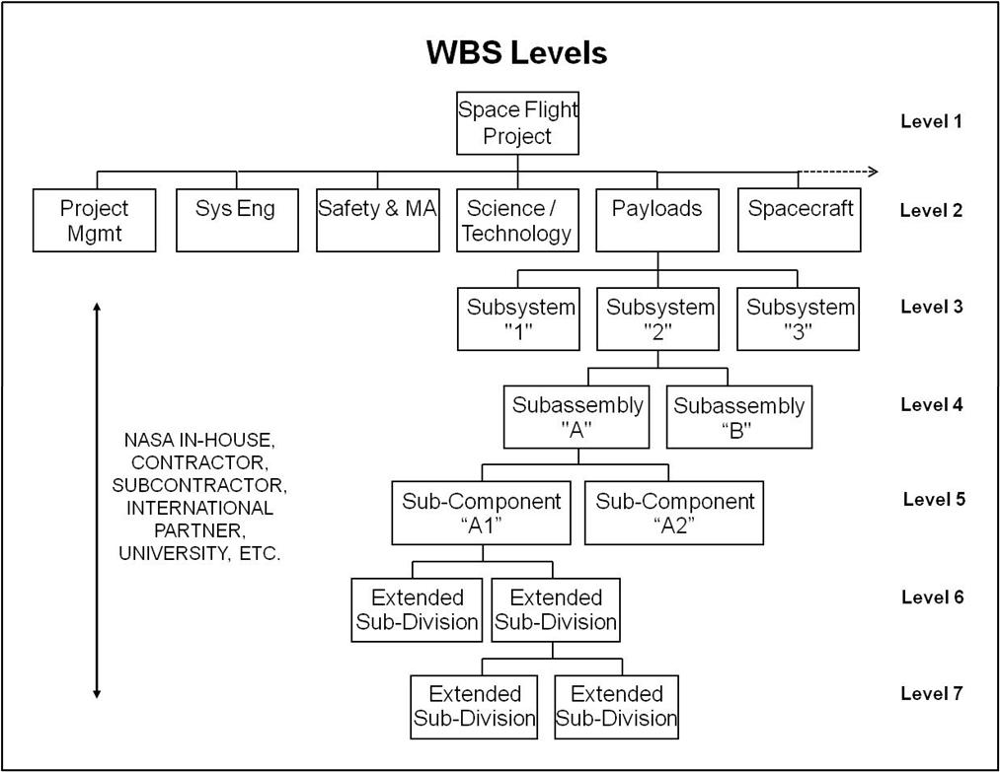 WBS Levels
Space Flight
Project
Level 1
Project
Mgmt
Sys Eng
Safety & MA
Science /
Technology
Payloads
Spacecraft
Level 2
Subsystem
"1"
Subsystem
"2"
Subsystem
"3"
Level 3
Subassembly
"A"
Subassembly
“B”
Level 4
NASA IN-HOUSE,
CONTRACTOR,
SUBCONTRACTOR,
INTERNATIONAL
PARTNER,
UNIVERSITY, ETC.
Sub-Component
“A1”
Sub-Component
“A2”
Level 5
Extended
Sub-Division
Extended
Sub-Division
Level 6
Extended
Sub-Division
Extended
Sub-Division
Level 7